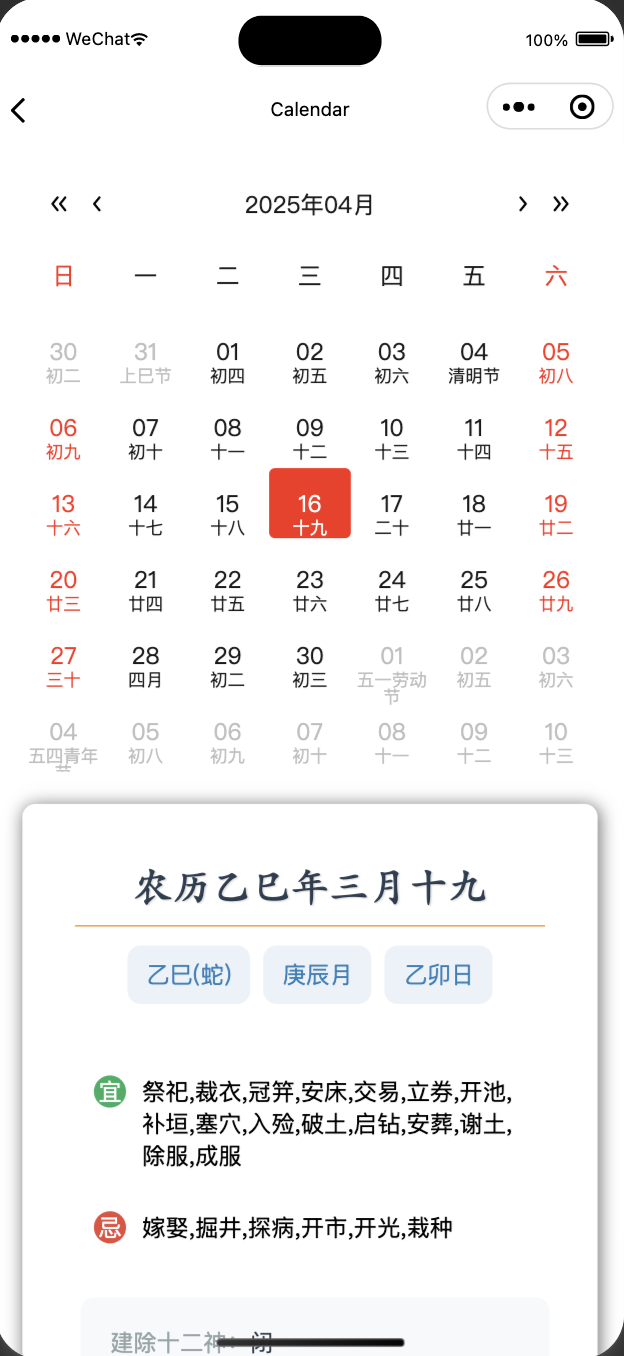 WeChat 100%
Calendar
2025年04月
日 一 二 三 四 五 六
30 31 01 02 03 04 05
初二 上巳节 初四 初五 初六 清明节 初八
06 07 08 09 10 11 12
初九 初十 十一 十二 十三 十四 十五
13 14 15 16 17 18 19
十六 十七 十八 十九 二十 廿一 廿二
20 21 22 23 24 25 26
廿三 廿四 廿五 廿六 廿七 廿八 廿九
27 28 29 30 01 02 03
三十 四月 初二 初三 五一劳动 初五 初六
节
04 05 06 07 08 09 10
五四青年 初八 初九 初十 十一 十二 十三
节
农历乙巳年三月十九
乙巳(蛇) 庚辰月 乙卯日
宜 祭祀,裁衣,冠笄,安床,交易,立券,开池,
补垣,塞穴,入殓,破土,启钻,安葬,谢土,
除服,成服
忌 嫁娶,掘井,探病,开市,开光,栽种
建除十二神: 闭